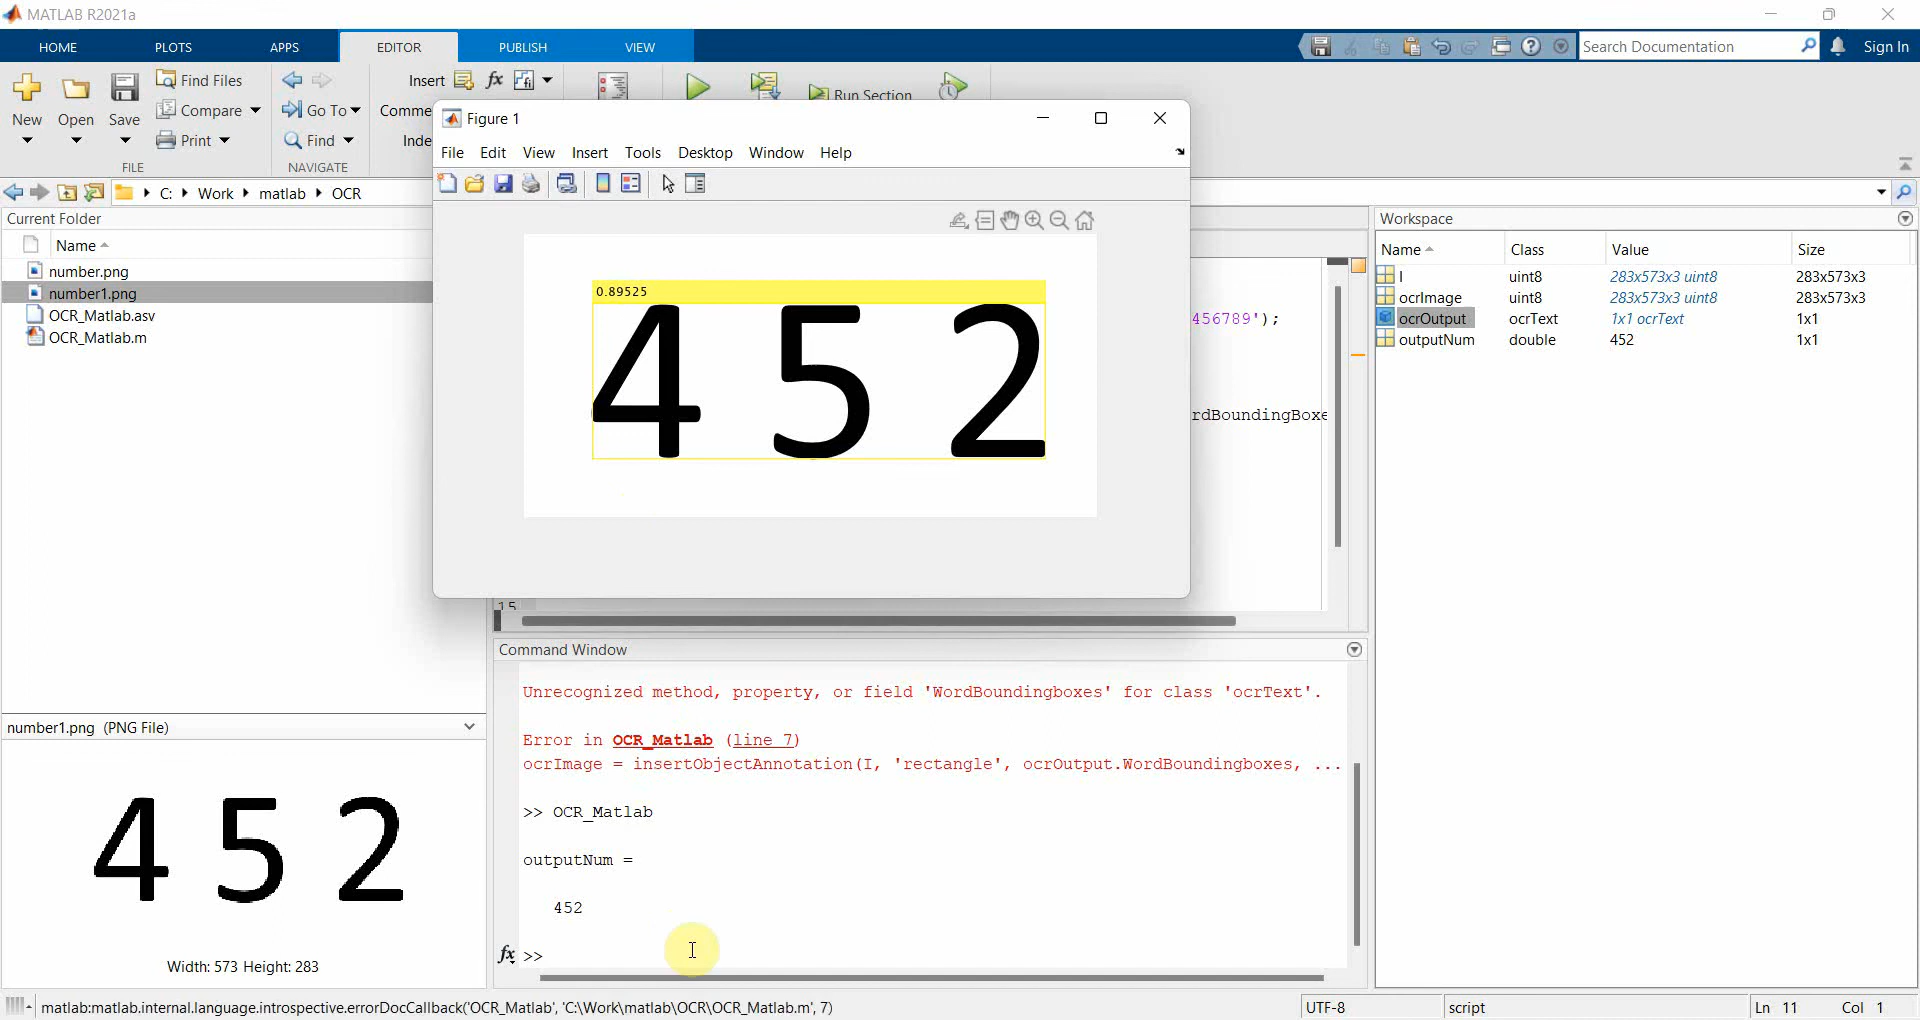 MATLAB R2021a
HOME PLOTS APPS EDITOR PUBLISH VIEW Search Documentation Sign In
New Open Save Find Files Compare Print Go To Find Insert fx Run Section
FILE NAVIGATE
C: Work matlab OCR
Current Folder
Name
number.png
number1.png
OCR_Matlab.asv
OCR_Matlab.m
number1.png (PNG File)
4 5 2
Width: 573 Height: 283
Figure 1
File Edit View Insert Tools Desktop Window Help
0.89525
4 5 2
456789');
rdBoundingBoxe
15
Command Window
Unrecognized method, property, or field 'WordBoundingboxes' for class 'ocrText'.
Error in OCR_Matlab (line 7)
ocrImage = insertObjectAnnotation(I, 'rectangle', ocrOutput.WordBoundingboxes, ...
>> OCR_Matlab
outputNum =
452
fx >>
Workspace
Name Class Value Size
I uint8 283x573x3 uint8 283x573x3
ocrImage uint8 283x573x3 uint8 283x573x3
ocrOutput ocrText 1x1 ocrText 1x1
outputNum double 452 1x1
matlab:matlab.internal.language.introspective.errorDocCallback('OCR_Matlab', 'C:\Work\matlab\OCR\OCR_Matlab.m', 7)
UTF-8 script Ln 11 Col 1